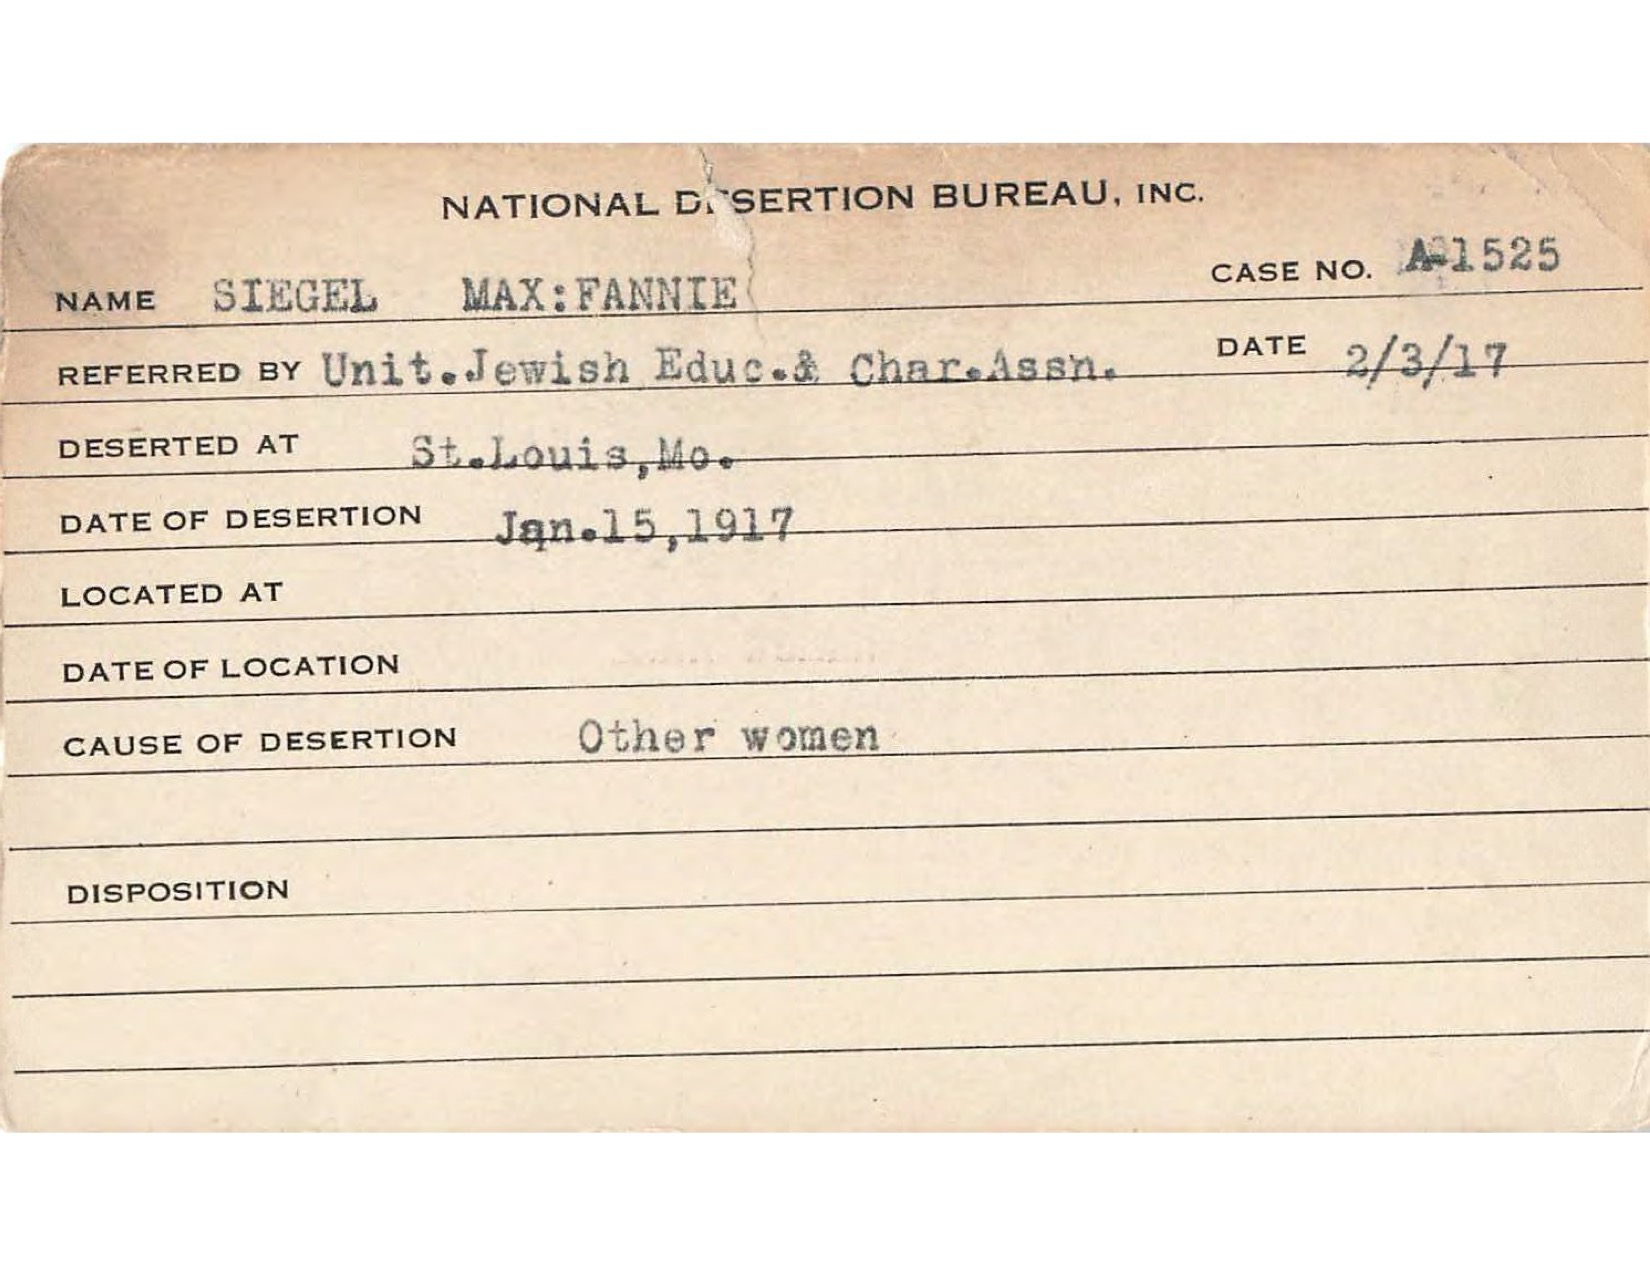 NATIONAL DESERTION BUREAU, INC.
CASE NO. A-1525
NAME SIEGEL MAX:FANNIE
REFERRED BY Unit.Jewish Educ.& Char.Assn. DATE 2/3/17
DESERTED AT St.Louis,Mo.
DATE OF DESERTION Jan.15,1917
LOCATED AT
DATE OF LOCATION
CAUSE OF DESERTION Other women
DISPOSITION